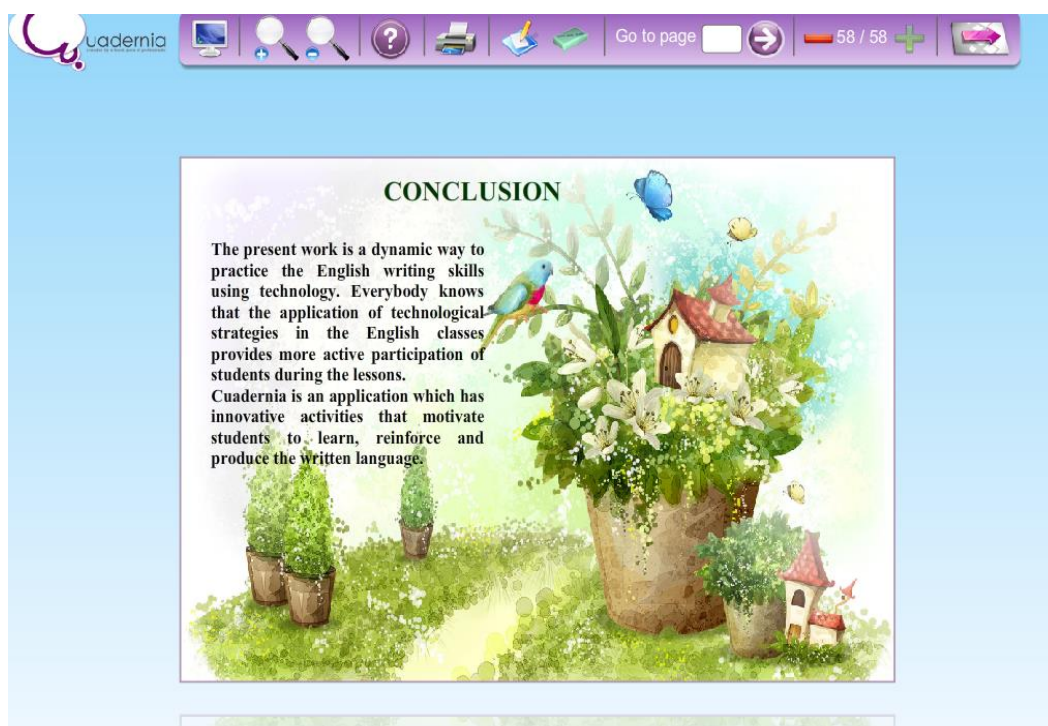 uadernia
Go to page
58 / 58
CONCLUSION
The present work is a dynamic way to
practice the English writing skills
using technology. Everybody knows
that the application of technological
strategies in the English classes
provides more active participation of
students during the lessons.
Cuadernia is an application which has
innovative activities that motivate
students to learn, reinforce and
produce the written language.